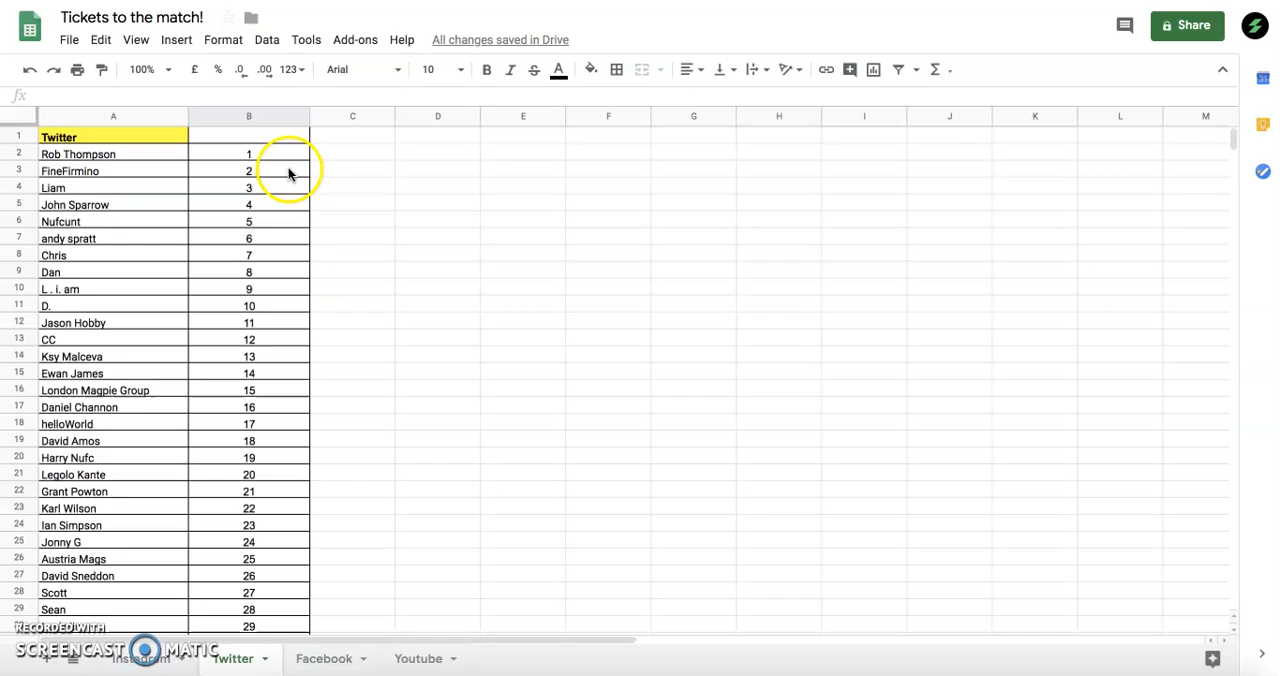 Tickets to the match!
File Edit View Insert Format Data Tools Add-ons Help All changes saved in Drive
Share
100% £ % .0 .00 123 Arial 10 B I S A Σ
31
fx
A B C D E F G H I J K L M
1 Twitter
2 Rob Thompson 1
3 FineFirmino 2
4 Liam 3
5 John Sparrow 4
6 Nufcunt 5
7 andy spratt 6
8 Chris 7
9 Dan 8
10 L . i. am 9
11 D. 10
12 Jason Hobby 11
13 CC 12
14 Ksy Malceva 13
15 Ewan James 14
16 London Magpie Group 15
17 Daniel Channon 16
18 helloWorld 17
19 David Amos 18
20 Harry Nufc 19
21 Legolo Kante 20
22 Grant Powton 21
23 Karl Wilson 22
24 Ian Simpson 23
25 Jonny G 24
26 Austria Mags 25
27 David Sneddon 26
28 Scott 27
29 Sean 28
29
RECORDED WITH
SCREENCAST MATIC
Instagram Twitter Facebook Youtube